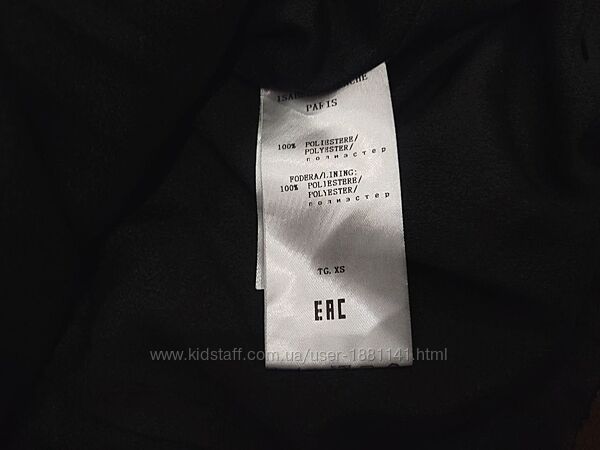 PARIS
100% POLIESTERE/
POLYESTER/
полиэстер
FODERA/LINING:
100% POLIESTERE/
POLYESTER/
полиэстер
TG. XS
EAC
www.kidstaff.com.ua/user-1881141.html